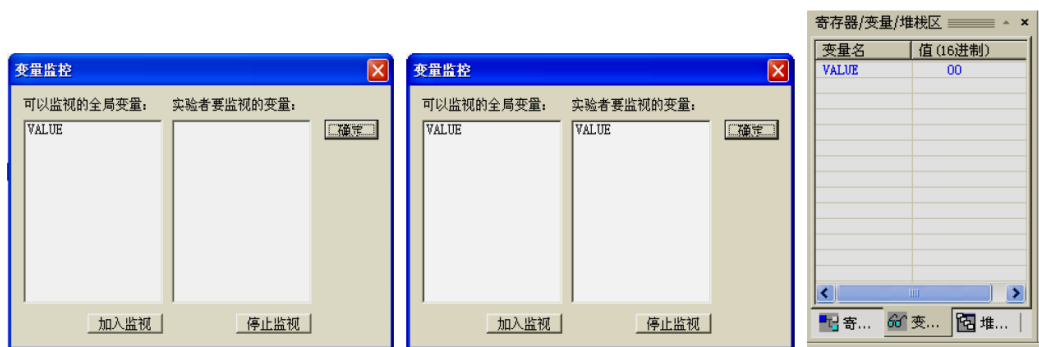 变量监控
可以监视的全局变量： 实验者要监视的变量：
VALUE
确定
加入监视 停止监视
变量监控
可以监视的全局变量： 实验者要监视的变量：
VALUE VALUE
确定
加入监视 停止监视
寄存器/变量/堆栈区
变量名 值(16进制)
VALUE 00
寄... 变... 堆...